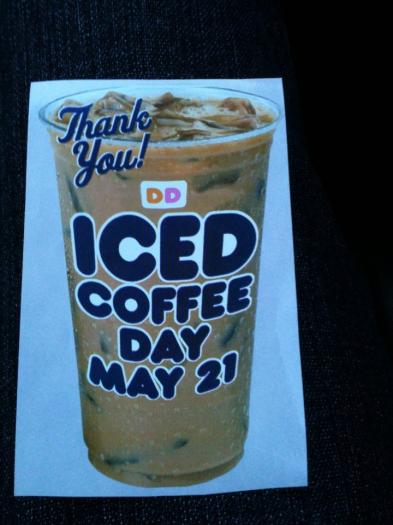 Thank
You!
DD
ICED
COFFEE
DAY
MAY 21